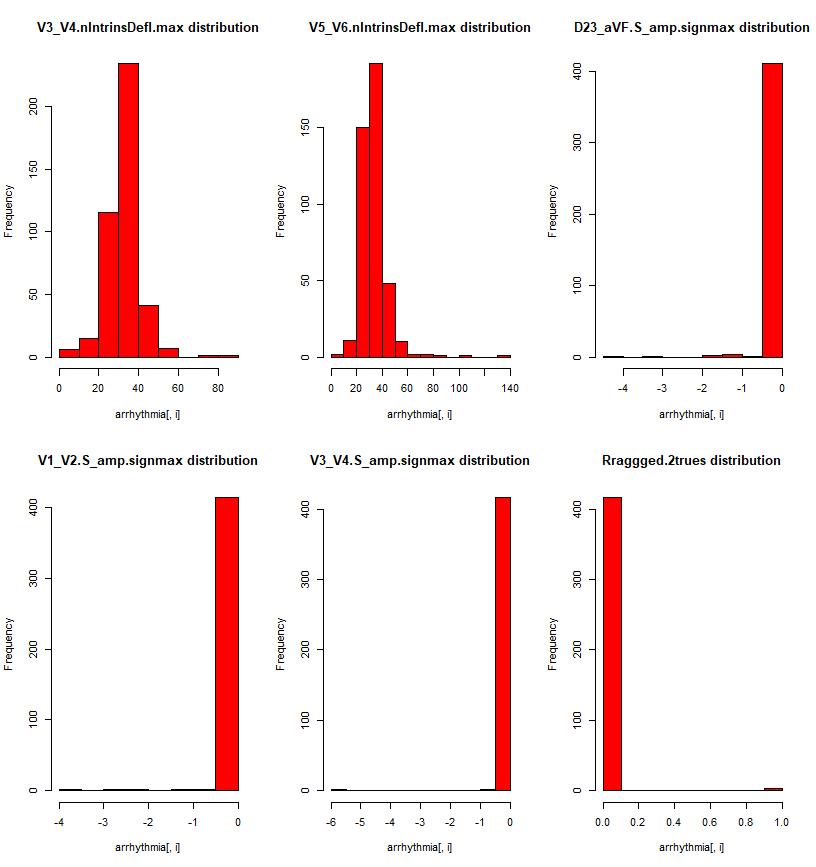 V3_V4.nIntrinsDefl.max distribution
V5_V6.nIntrinsDefl.max distribution
D23_aVF.S_amp.signmax distribution
Frequency
0 50 100 150 200
0 20 40 60 80
arrhythmia[, i]
Frequency
0 50 100 150
0 20 40 60 80 100 140
arrhythmia[, i]
Frequency
0 100 200 300 400
-4 -3 -2 -1 0
arrhythmia[, i]
V1_V2.S_amp.signmax distribution
V3_V4.S_amp.signmax distribution
Rraggged.2trues distribution
Frequency
0 100 200 300 400
-4 -3 -2 -1 0
arrhythmia[, i]
Frequency
0 100 200 300 400
-6 -5 -4 -3 -2 -1 0
arrhythmia[, i]
Frequency
0 100 200 300 400
0.0 0.2 0.4 0.6 0.8 1.0
arrhythmia[, i]